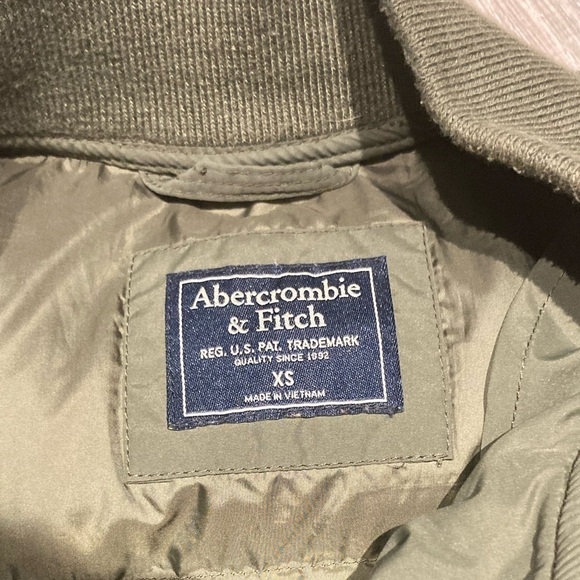 Abercrombie
& Fitch
REG. U.S. PAT. TRADEMARK
QUALITY SINCE 1892
XS
MADE IN VIETNAM